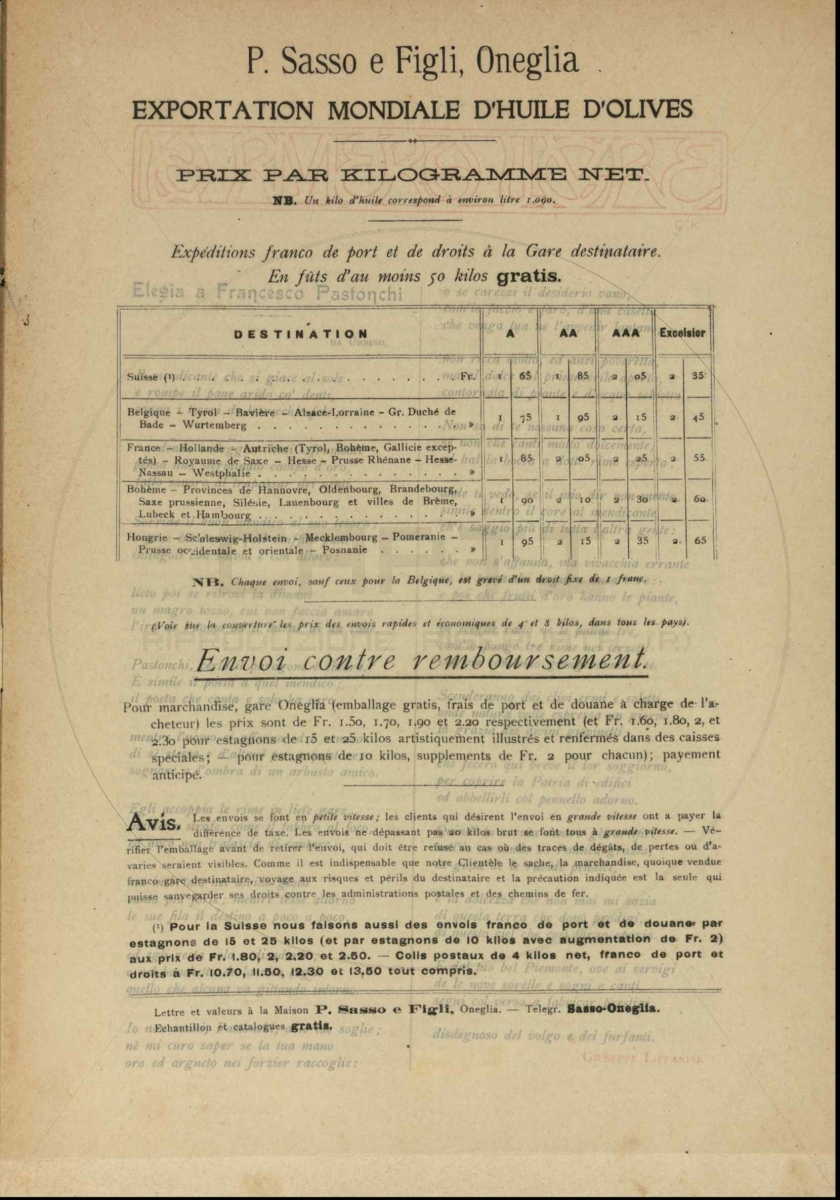 P. Sasso e Figli, Oneglia
EXPORTATION MONDIALE D'HUILE D'OLIVES
PRIX PAR KILOGRAMME NET.
NB. Un kilo d'huile correspond à environ litre 1.090.
Expéditions franco de port et de droits à la Gare destinataire.
En fûts d'au moins 50 kilos gratis.
DESTINATION A AA AAA Excelsior
Suisse (1) . . . . . . . . . . . . . . Fr. 1 65 1 85 2 05 2 35
Belgique – Tyrol – Bavière – Alsace-Lorraine – Gr. Duché de
Bade – Wurtemberg . . . . . . . . . . . . » 1 75 1 95 2 15 2 45
France – Hollande – Autriche (Tyrol, Bohème, Gallicie excep-
tés) – Royaume de Saxe – Hesse – Prusse Rhénane – Hesse-
Nassau – Westphalie . . . . . . . . . . . . » 1 85 2 05 2 25 2 55
Bohème – Provinces de Hannovre, Oldenbourg, Brandebourg,
Saxe prussienne, Silésie, Lauenbourg et villes de Brème,
Lubeck et Hambourg . . . . . . . . . . . . » 1 90 2 10 2 30 2 60
Hongrie – Schleswig-Holstein – Mecklembourg – Pomeranie –
Prusse occidentale et orientale – Posnanie . . . . . . » 1 95 2 15 2 35 2 65
NB. Chaque envoi, sauf ceux pour la Belgique, est grevé d'un droit fixe de 1 franc.
(Voir sur la couverture les prix des envois rapides et économiques de 4 et 8 kilos, dans tous les pays).
Envoi contre remboursement.
Pour marchandise, gare Oneglia (emballage gratis, frais de port et de douane à charge de l'a-
cheteur) les prix sont de Fr. 1.50, 1.70, 1.90 et 2.20 respectivement (et Fr. 1.60, 1.80, 2, et
2.30 pour estagnons de 15 et 25 kilos artistiquement illustrés et renfermés dans des caisses
spéciales; – pour estagnons de 10 kilos, supplements de Fr. 2 pour chacun); payement
anticipé.
Avis. Les envois se font en petite vitesse; les clients qui désirent l'envoi en grande vitesse ont a payer la
différence de taxe. Les envois ne dépassant pas 20 kilos brut se font tous à grande vitesse. — Vé-
rifier l'emballage avant de retirer l'envoi, qui doit être refusé au cas où des traces de dégâts, de pertes ou d'a-
varies seraient visibles. Comme il est indispensable que notre Clientèle le sache, la marchandise, quoique vendue
franco gare destinataire, voyage aux risques et périls du destinataire et la précaution indiquée est la seule qui
puisse sanvegarder ses droits contre les administrations postales et des chemins de fer.
(1) Pour la Suisse nous faisons aussi des envois franco de port et de douane par
estagnons de 15 et 25 kilos (et par estagnons de 10 kilos avec augmentation de Fr. 2)
aux prix de Fr. 1.80, 2, 2.20 et 2.50. — Colis postaux de 4 kilos net, franco de port et
droits à Fr. 10.70, 11.50, 12.30 et 13,50 tout compris.
Lettre et valeurs à la Maison P. Sasso e Figli, Oneglia. — Telegr. Sasso-Oneglia.
Echantillon et catalogues gratis.